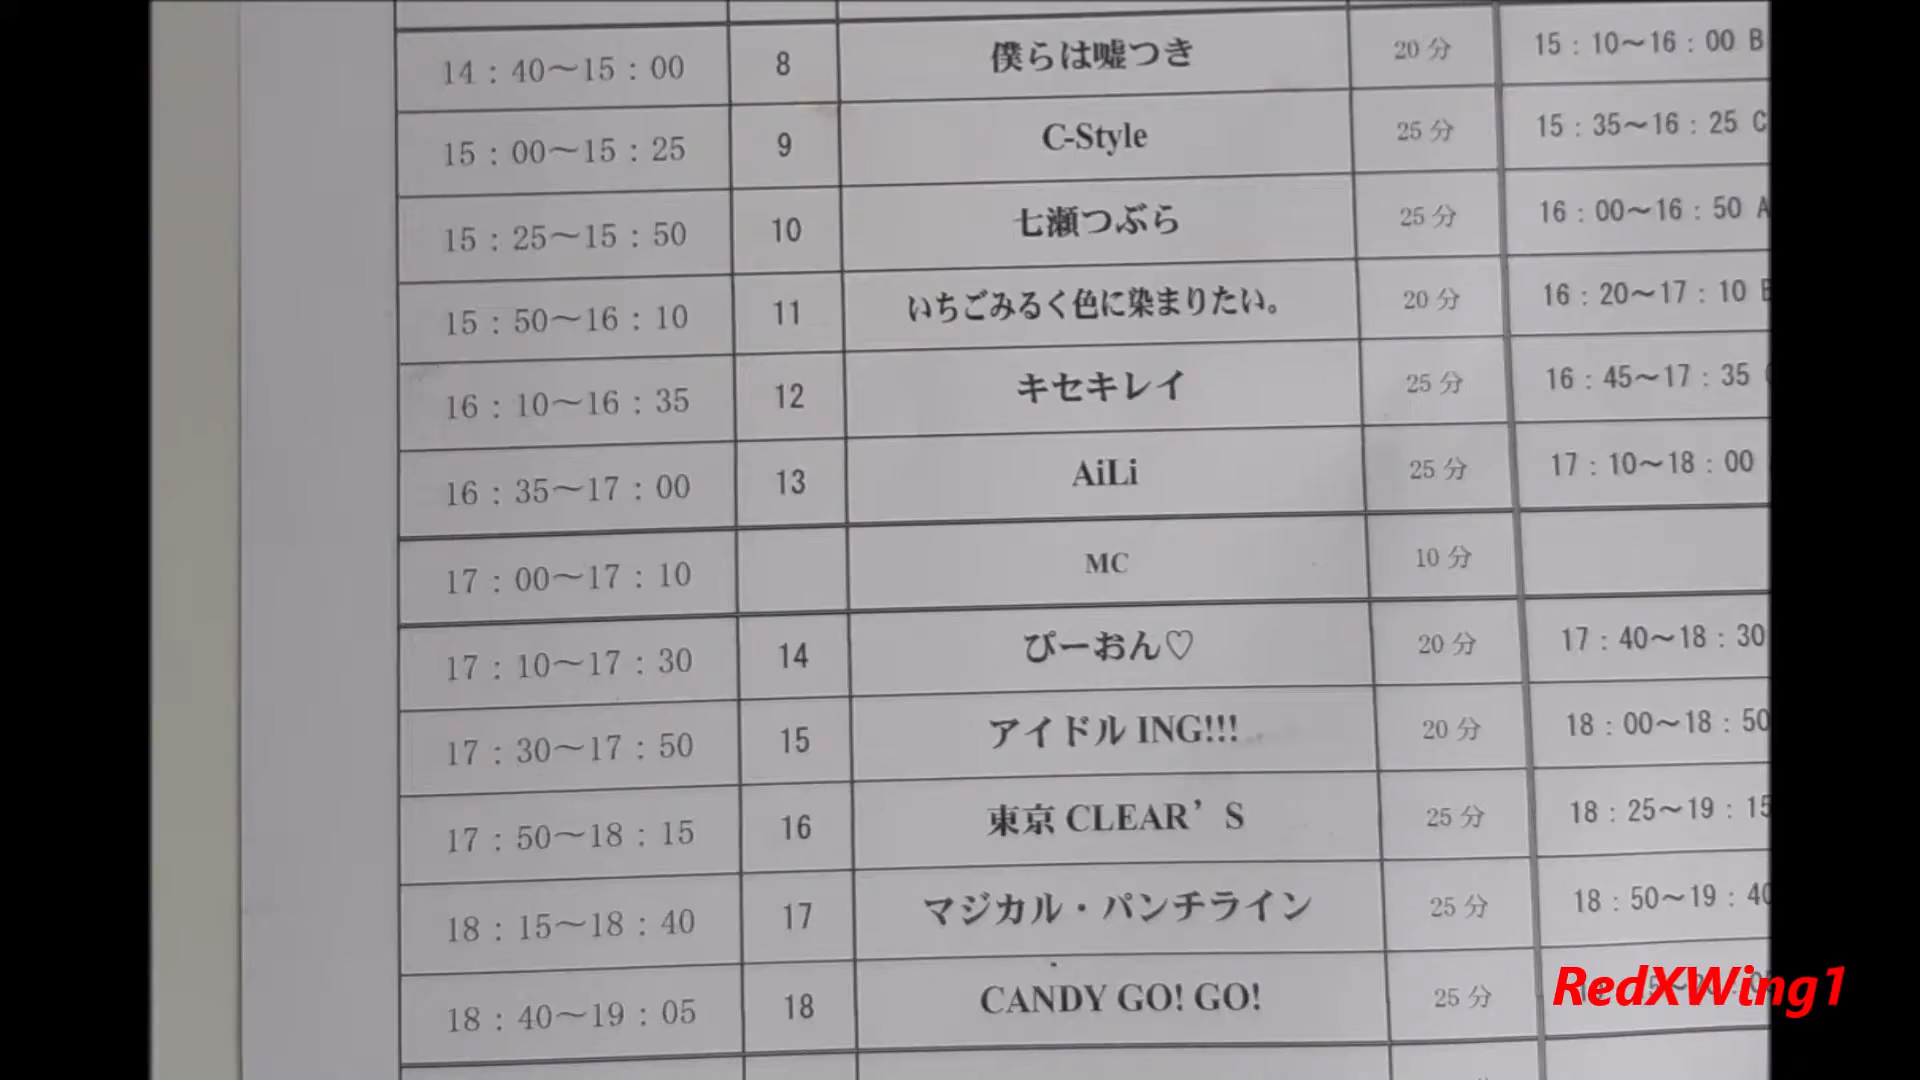 14：40～15：00 8 僕らは嘘つき 20分 15：10～16：00 B
15：00～15：25 9 C-Style 25分 15：35～16：25 C
15：25～15：50 10 七瀬つぶら 25分 16：00～16：50 A
15：50～16：10 11 いちごみるく色に染まりたい。 20分 16：20～17：10 B
16：10～16：35 12 キセキレイ 25分 16：45～17：35
16：35～17：00 13 AiLi 25分 17：10～18：00
17：00～17：10 MC 10分
17：10～17：30 14 ぴーおん♡ 20分 17：40～18：30
17：30～17：50 15 アイドルING!!! 20分 18：00～18：50
17：50～18：15 16 東京CLEAR’S 25分 18：25～19：15
18：15～18：40 17 マジカル・パンチライン 25分 18：50～19：40
18：40～19：05 18 CANDY GO! GO! 25分
RedXWing1